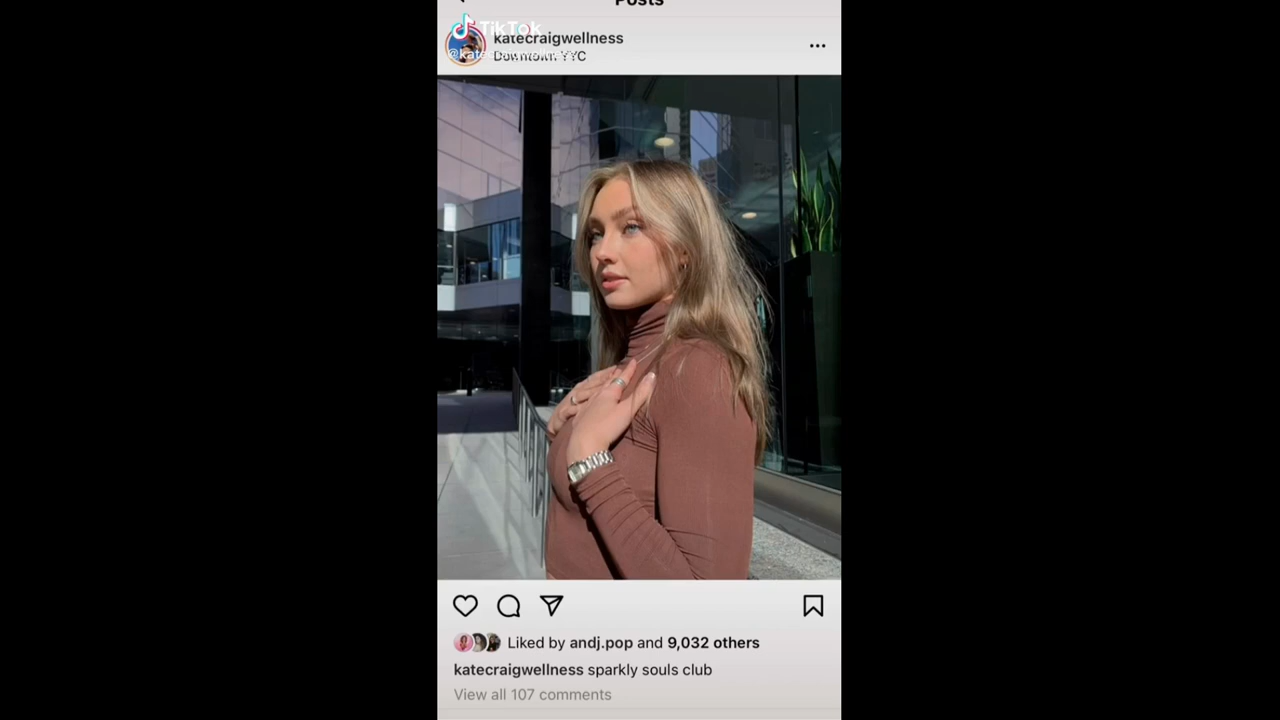 Posts
TikTok
katecraigwellness
Downtown YYC
Liked by andj.pop and 9,032 others
katecraigwellness sparkly souls club
View all 107 comments